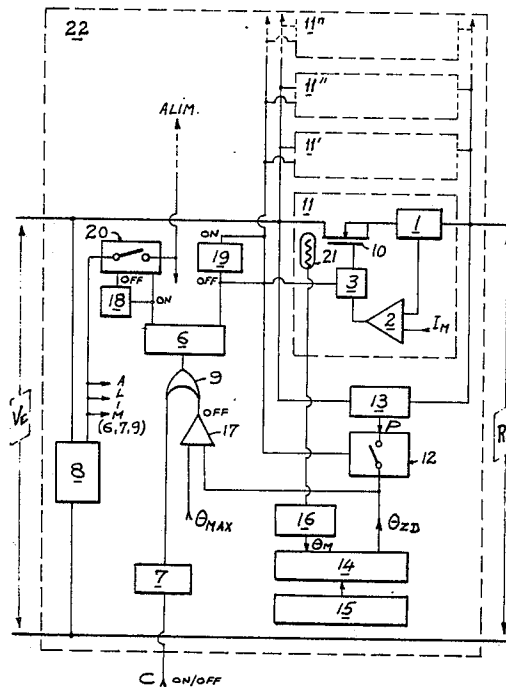 22
11"
11"
11'
ALIM.
11
20
ON
1
19
21
10
OFF
OFF
3
18
ON
2
I_M
6
9
13
A
L
I
M
(6,7,9)
OFF
P
VE
17
R
12
8
θ_MAX
16
θ_ZD
θ_M
14
7
15
C ON/OFF